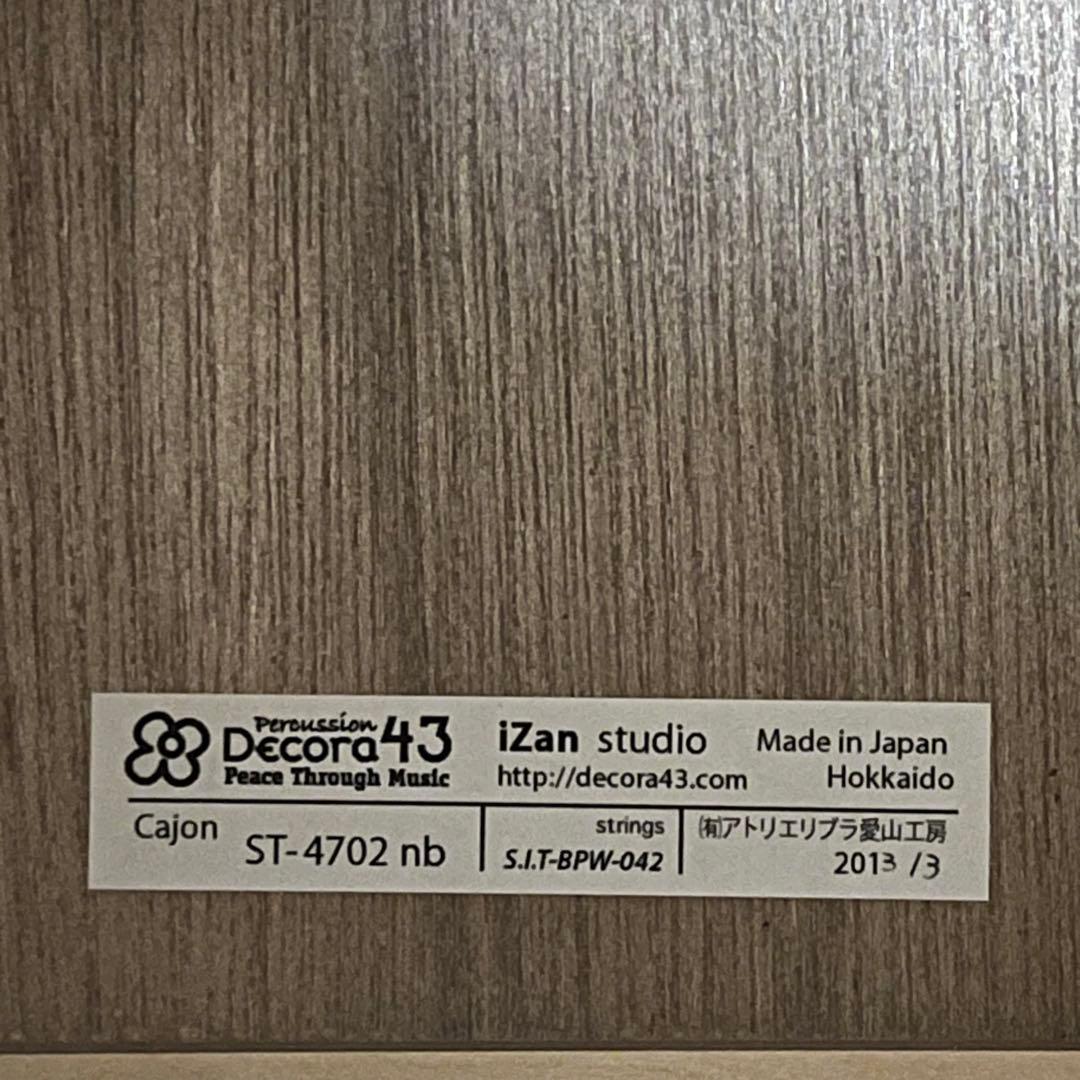 Percussion
Decora43
Peace Through Music
iZan studio
http://decora43.com
Made in Japan
Hokkaido
Cajon
ST-4702 nb
strings
S.I.T-BPW-042
㈲アトリエリブラ愛山工房
2013 /3